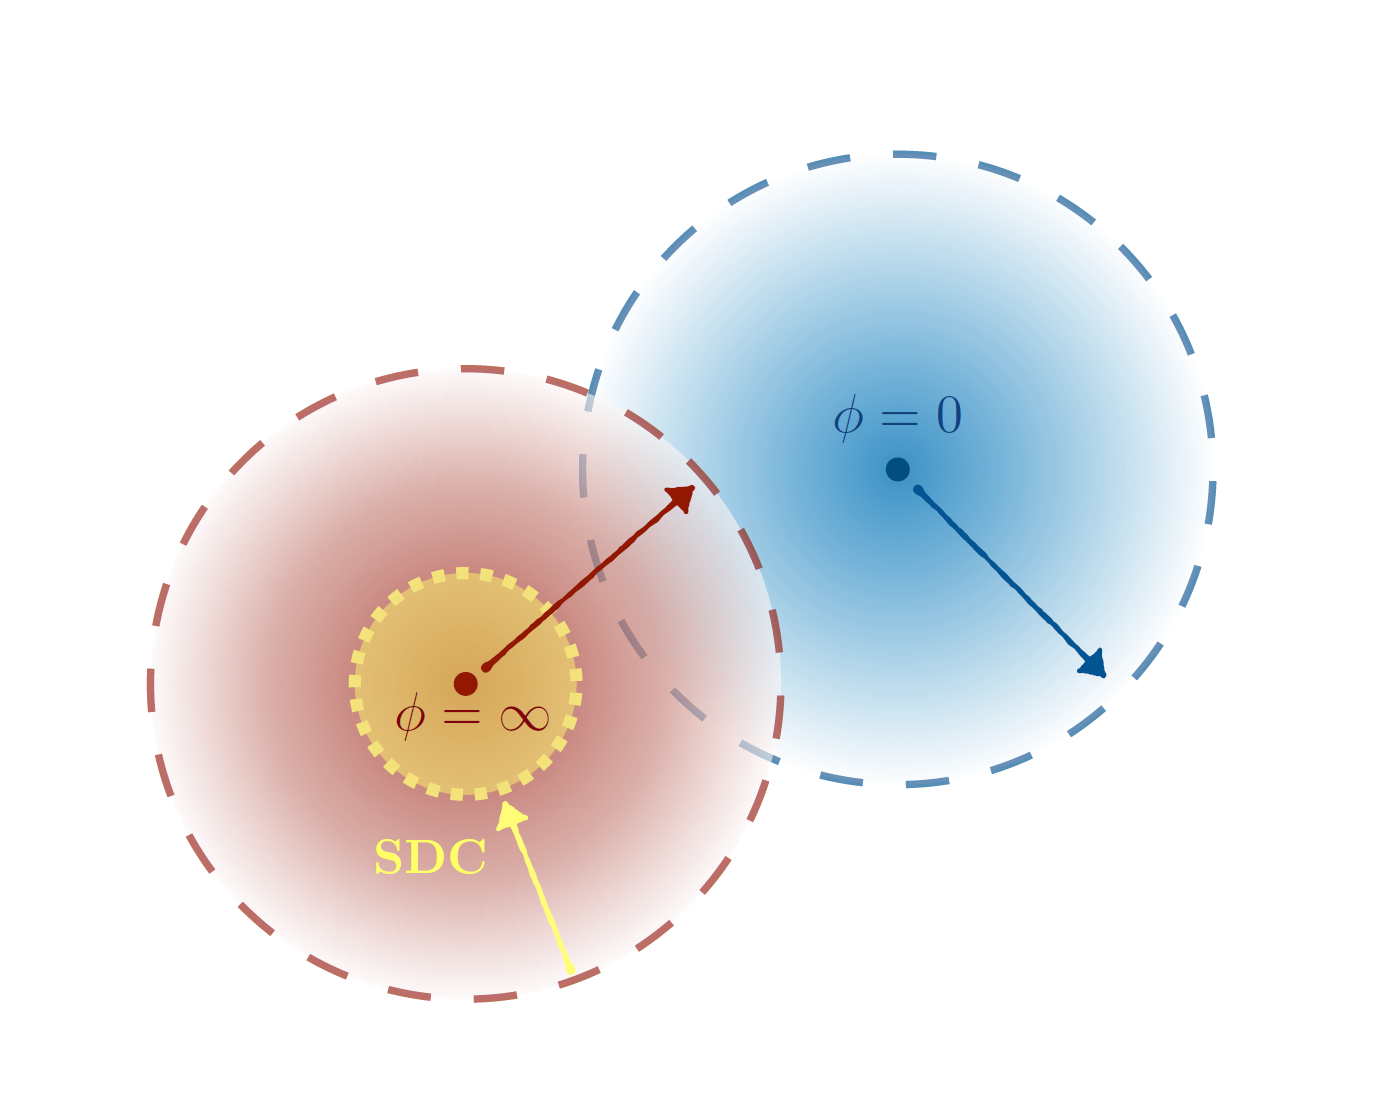 ϕ = 0
ϕ = ∞
SDC